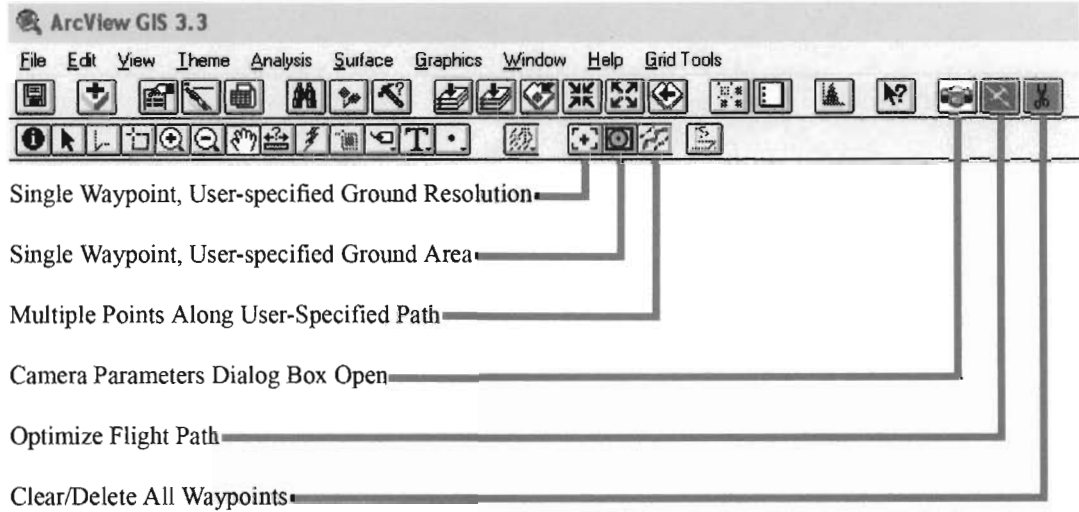 ArcView GIS 3.3
File Edit View Theme Analysis Surface Graphics Window Help Grid Tools
T
Single Waypoint, User-specified Ground Resolution
Single Waypoint, User-specified Ground Area
Multiple Points Along User-Specified Path
Camera Parameters Dialog Box Open
Optimize Flight Path
Clear/Delete All Waypoints